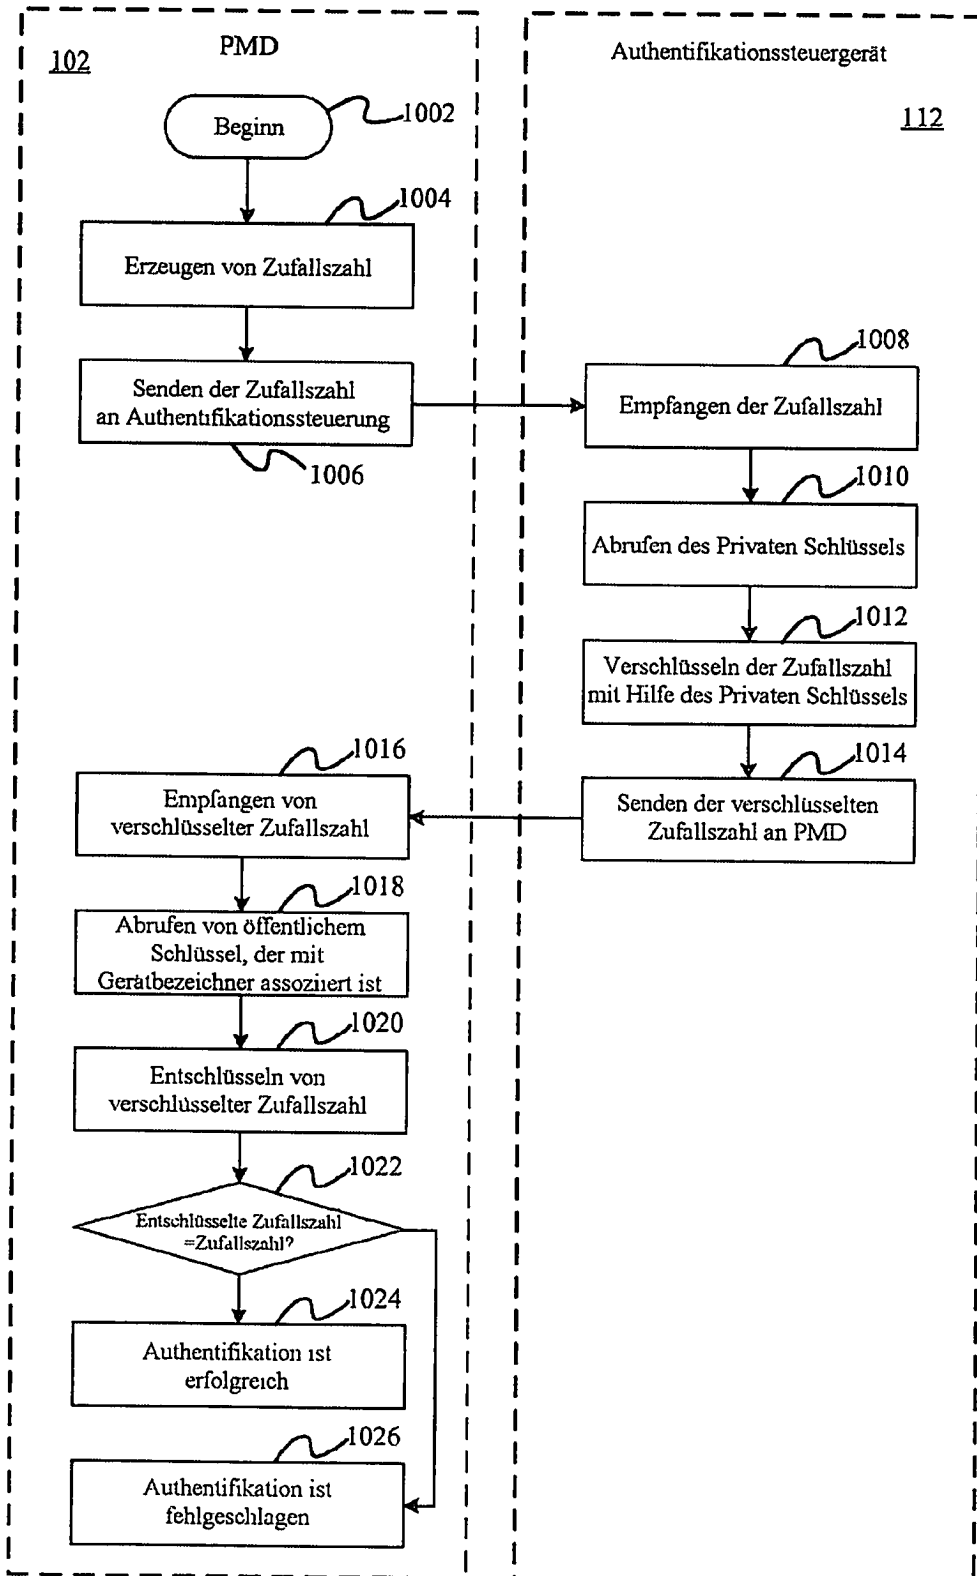 PMD
102
Beginn
1002
1004
Erzeugen von Zufallszahl
Senden der Zufallszahl
an Authentifikationssteuerung
1006
Authentifikationssteuergerät
112
1008
Empfangen der Zufallszahl
1010
Abrufen des Privaten Schlüssels
1012
Verschlüsseln der Zufallszahl
mit Hilfe des Privaten Schlüssels
1014
Senden der verschlüsselten
Zufallszahl an PMD
1016
Empfangen von
verschlüsselter Zufallszahl
1018
Abrufen von öffentlichem
Schlüssel, der mit
Gerätbezeichner assoziiert ist
1020
Entschlüsseln von
verschlüsselter Zufallszahl
1022
Entschlüsselte Zufallszahl
=Zufallszahl?
1024
Authentifikation ist
erfolgreich
1026
Authentifikation ist
fehlgeschlagen